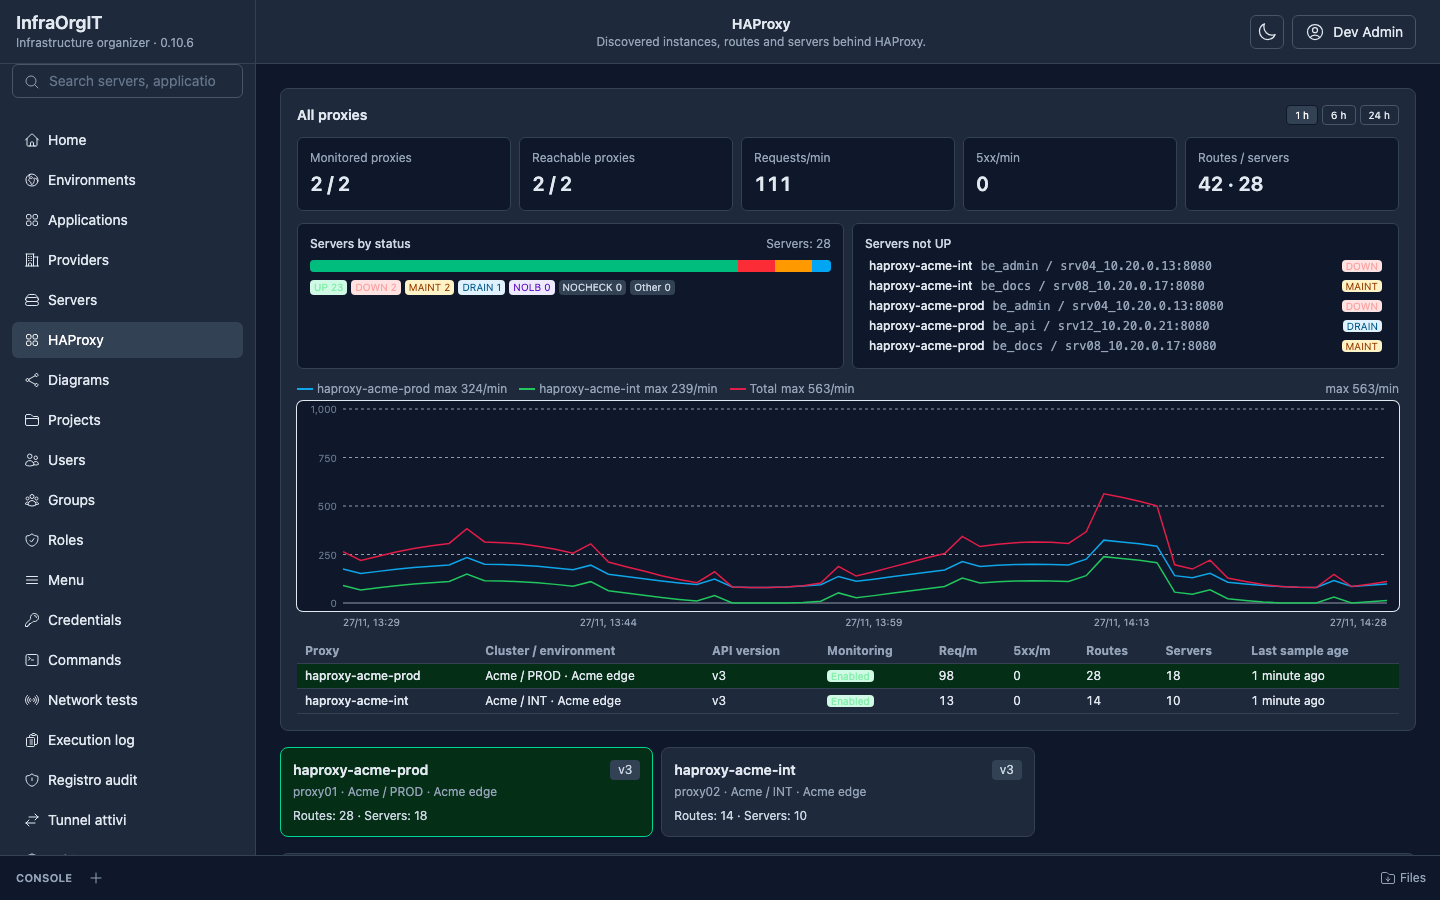 InfraOrgIT
Infrastructure organizer · 0.10.6
Search servers, applicatio
Home
Environments
Applications
Providers
Servers
HAProxy
Diagrams
Projects
Users
Groups
Roles
Menu
Credentials
Commands
Network tests
Execution log
Registro audit
Tunnel attivi
HAProxy
Discovered instances, routes and servers behind HAProxy.
Dev Admin
All proxies
1 h 6 h 24 h
Monitored proxies
2 / 2
Reachable proxies
2 / 2
Requests/min
111
5xx/min
0
Routes / servers
42 · 28
Servers by status Servers: 28
UP 23 DOWN 2 MAINT 2 DRAIN 1 NOLB 0 NOCHECK 0 Other 0
Servers not UP
haproxy-acme-int be_admin / srv04_10.20.0.13:8080 DOWN
haproxy-acme-int be_docs / srv08_10.20.0.17:8080 MAINT
haproxy-acme-prod be_admin / srv04_10.20.0.13:8080 DOWN
haproxy-acme-prod be_api / srv12_10.20.0.21:8080 DRAIN
haproxy-acme-prod be_docs / srv08_10.20.0.17:8080 MAINT
haproxy-acme-prod max 324/min haproxy-acme-int max 239/min Total max 563/min max 563/min
1,000
750
500
250
0
27/11, 13:29 27/11, 13:44 27/11, 13:59 27/11, 14:13 27/11, 14:28
Proxy Cluster / environment API version Monitoring Req/m 5xx/m Routes Servers Last sample age
haproxy-acme-prod Acme / PROD · Acme edge v3 Enabled 98 0 28 18 1 minute ago
haproxy-acme-int Acme / INT · Acme edge v3 Enabled 13 0 14 10 1 minute ago
haproxy-acme-prod v3
proxy01 · Acme / PROD · Acme edge
Routes: 28 · Servers: 18
haproxy-acme-int v3
proxy02 · Acme / INT · Acme edge
Routes: 14 · Servers: 10
CONSOLE
Files